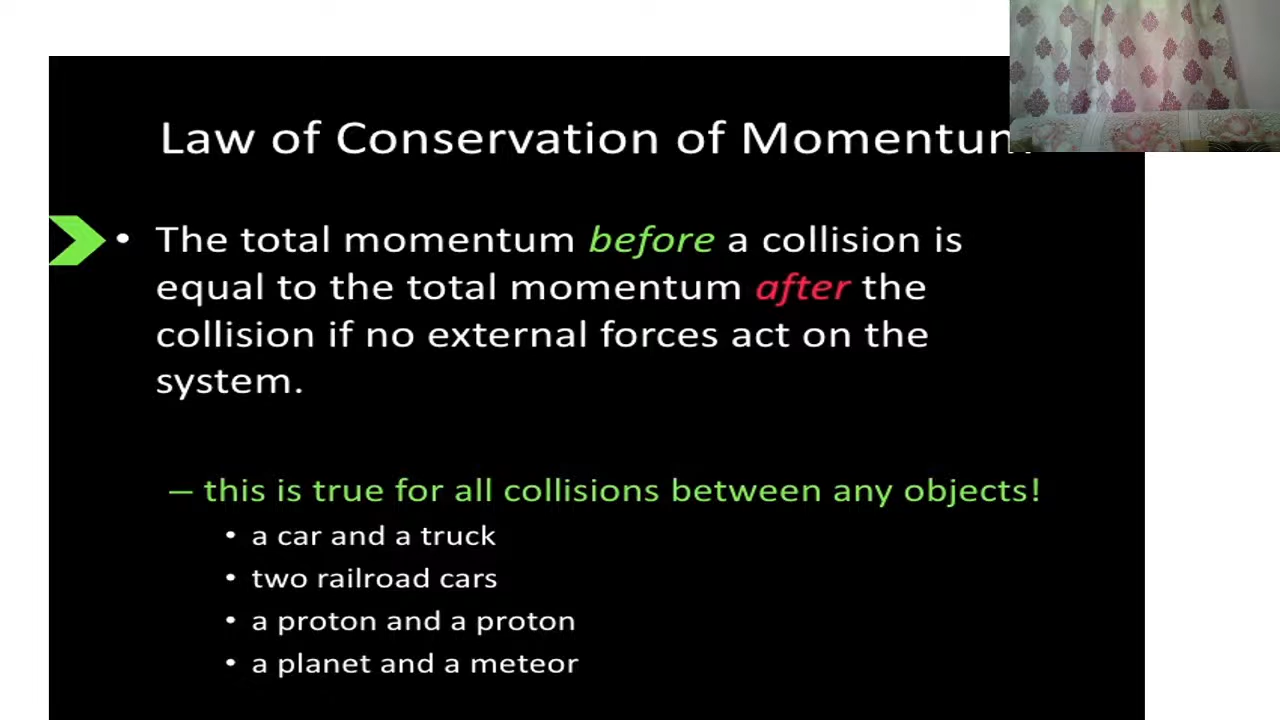 Law of Conservation of Momentum
• The total momentum before a collision is
equal to the total momentum after the
collision if no external forces act on the
system.
– this is true for all collisions between any objects!
• a car and a truck
• two railroad cars
• a proton and a proton
• a planet and a meteor